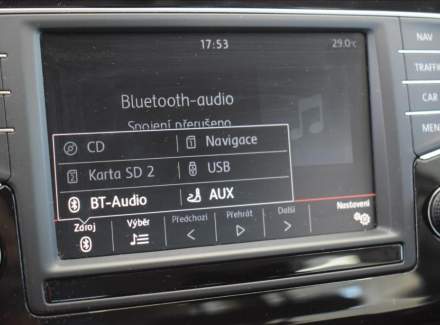 17:53 29.0°C
NAV
TRAFFIC
CAR
MENU
Bluetooth-audio
Spojení přerušeno
CD Navigace
Karta SD 2 USB
BT-Audio AUX
Zdroj Výběr Předchozí Přehrát Další Nastavení